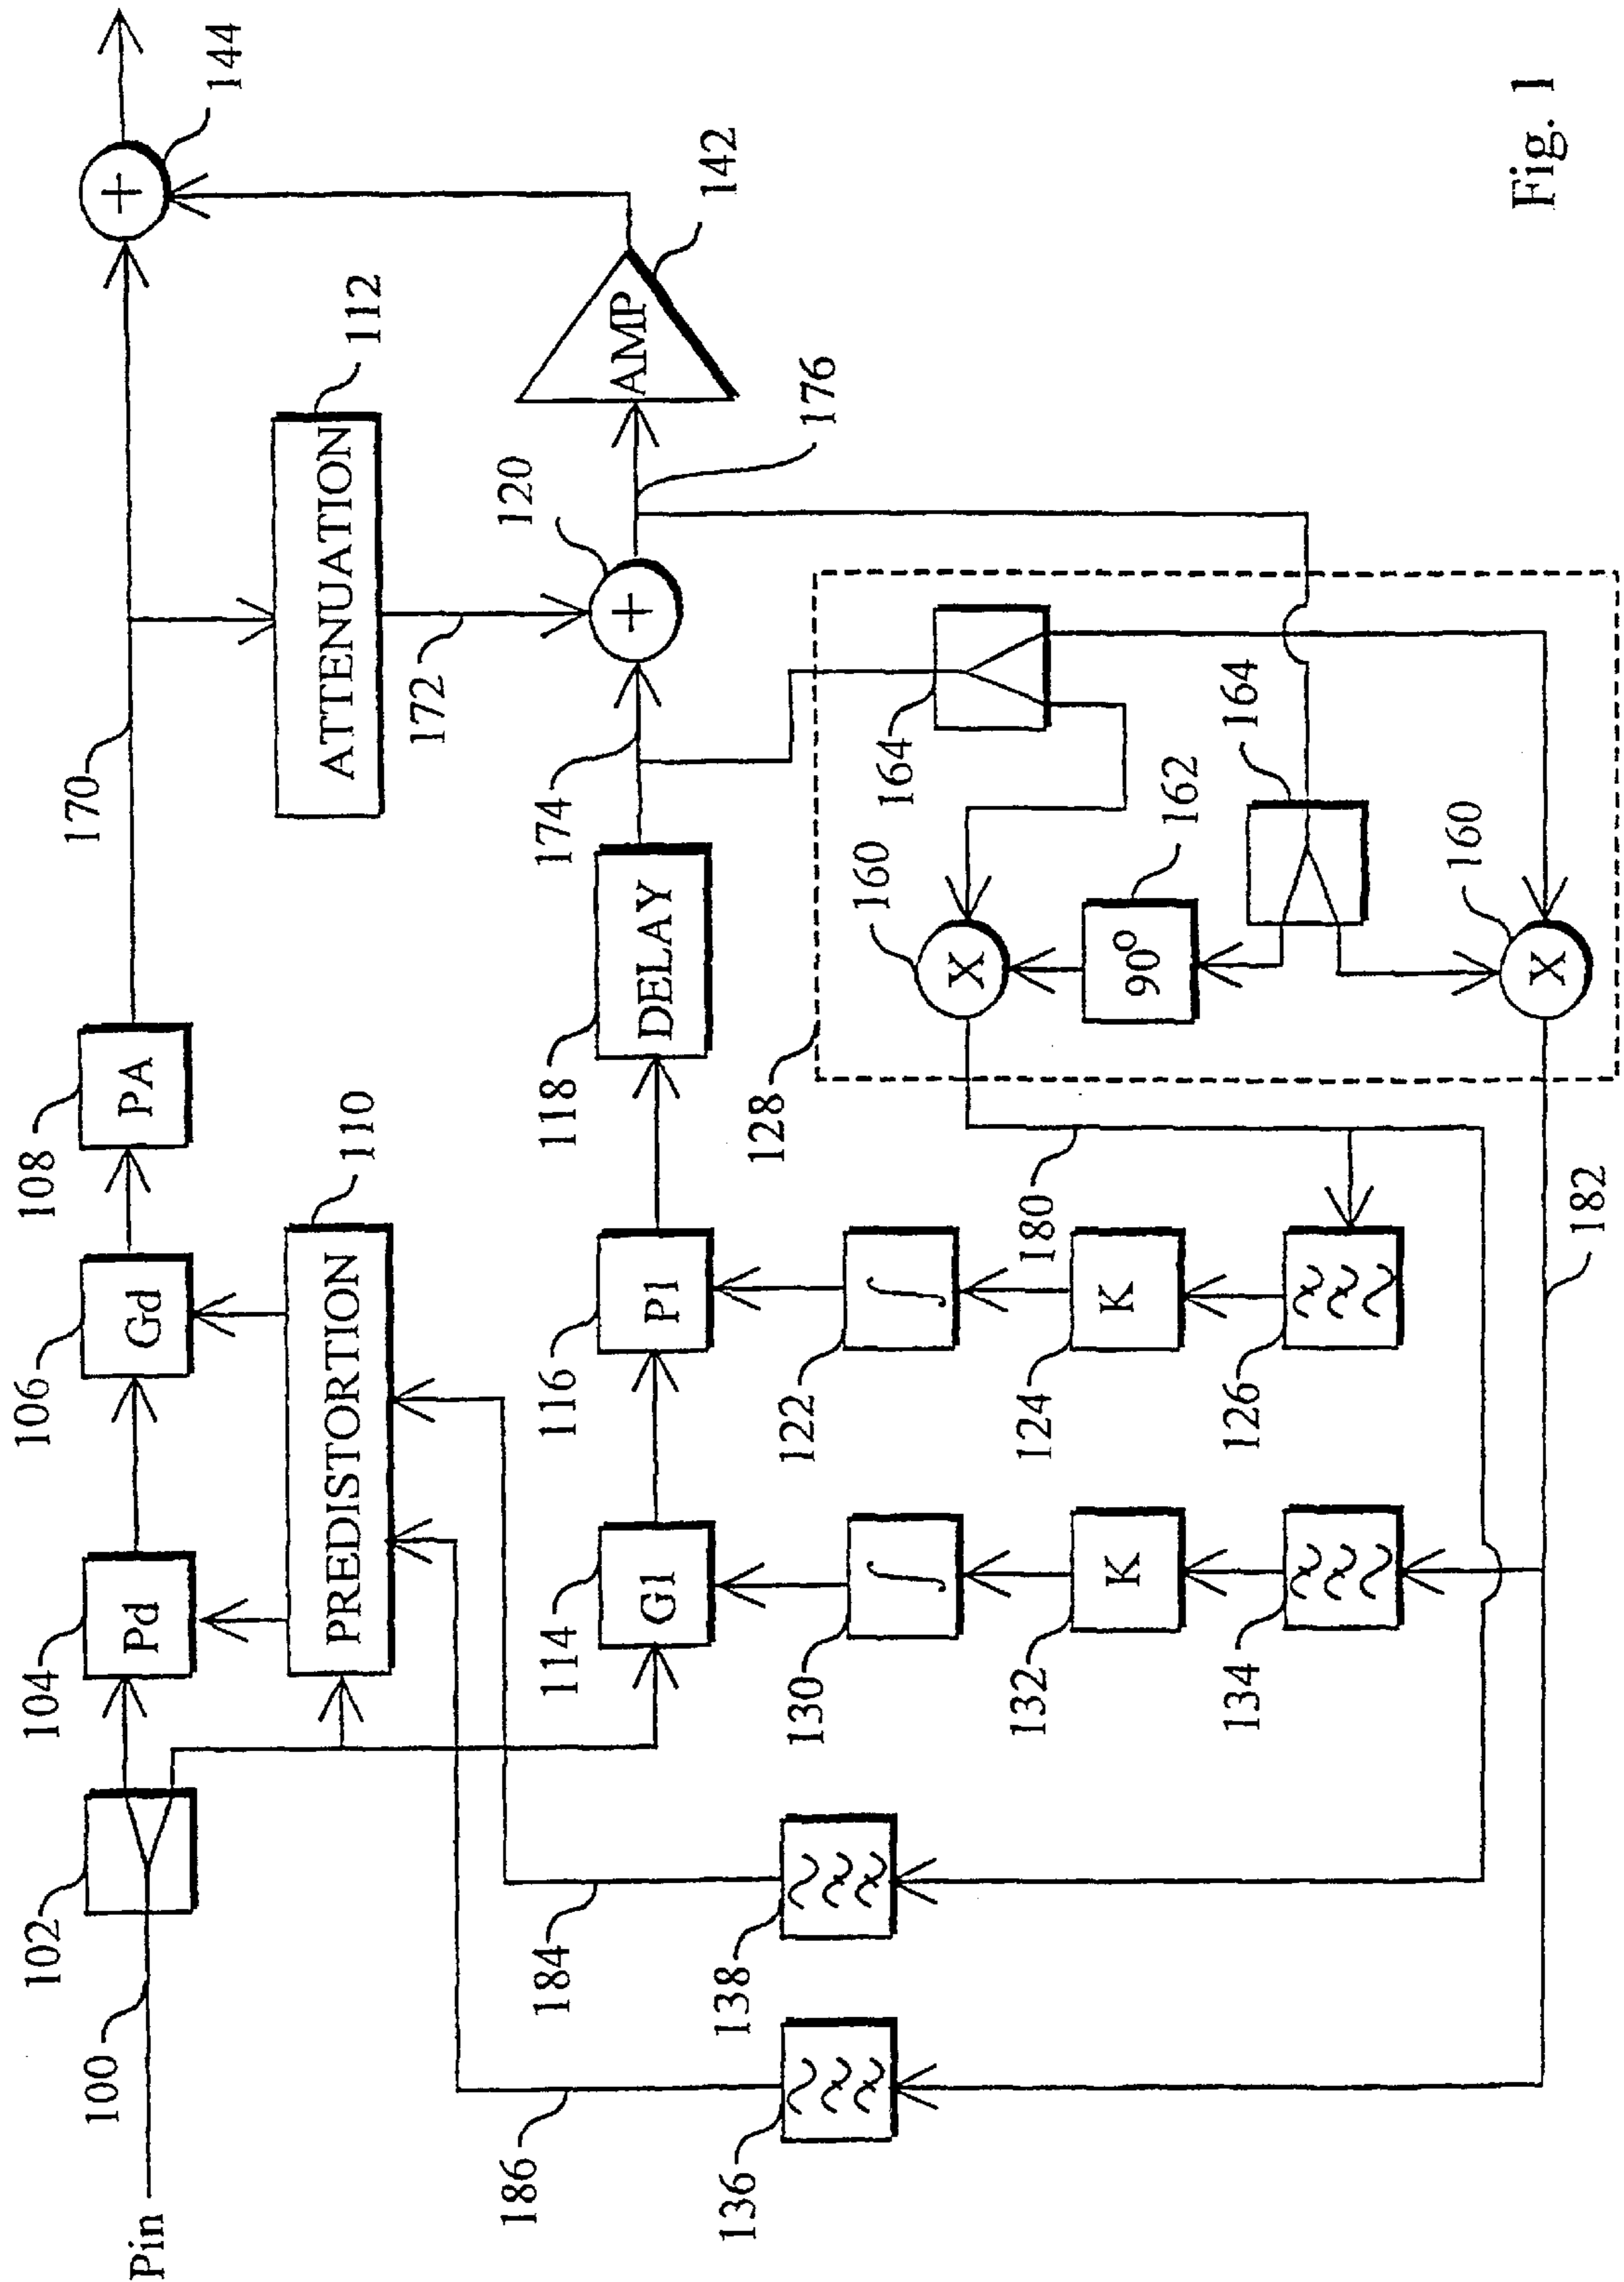 Pin
100
102
104
Pd
106
Gd
108
PA
170
144
+
PREDISTORTION
110
ATTENUATION
112
172
114
G1
116
P1
118
DELAY
174
120
+
176
AMP
142
130
∫
122
∫
132
K
124
K
134
126
180
128
164
160
X
162
90°
164
160
X
182
184
138
186
136
Fig. 1